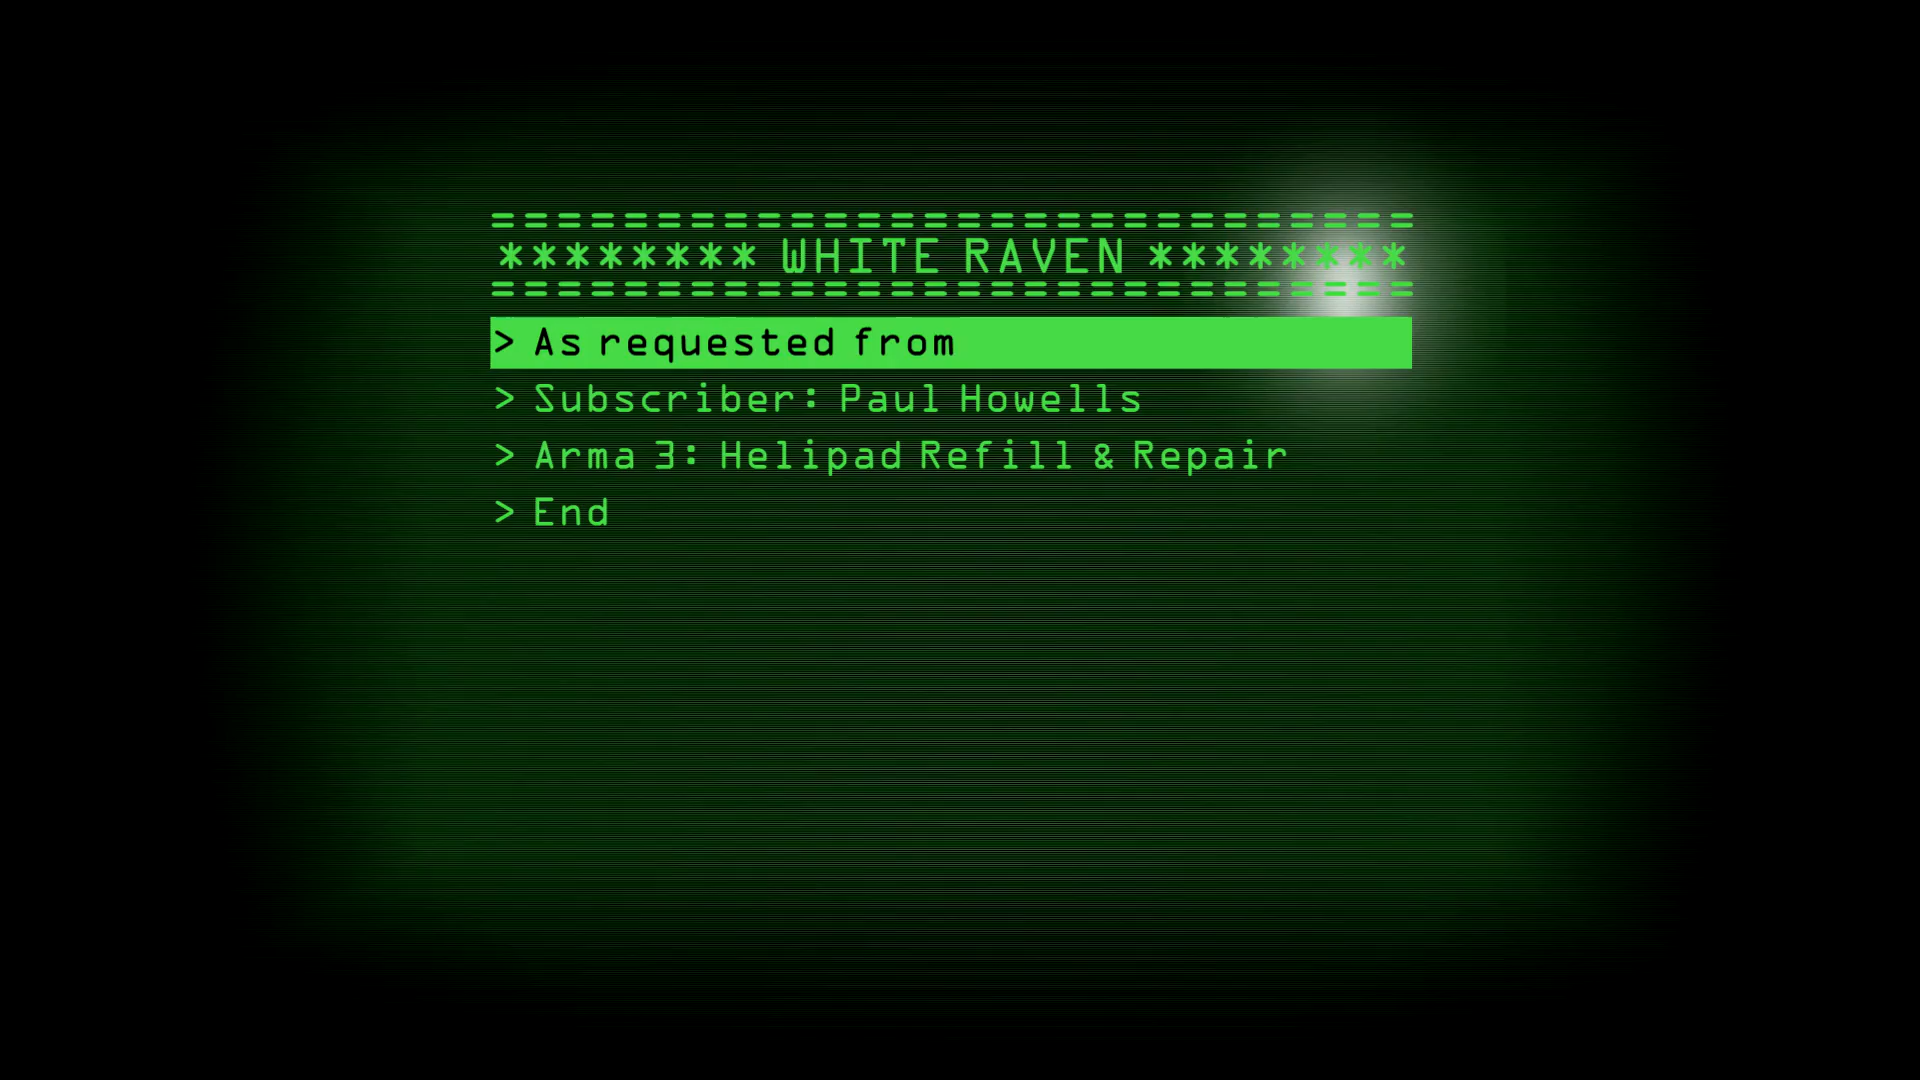 ============================
******** WHITE RAVEN ********
============================
> As requested from
> Subscriber: Paul Howells
> Arma 3: Helipad Refill & Repair
> End